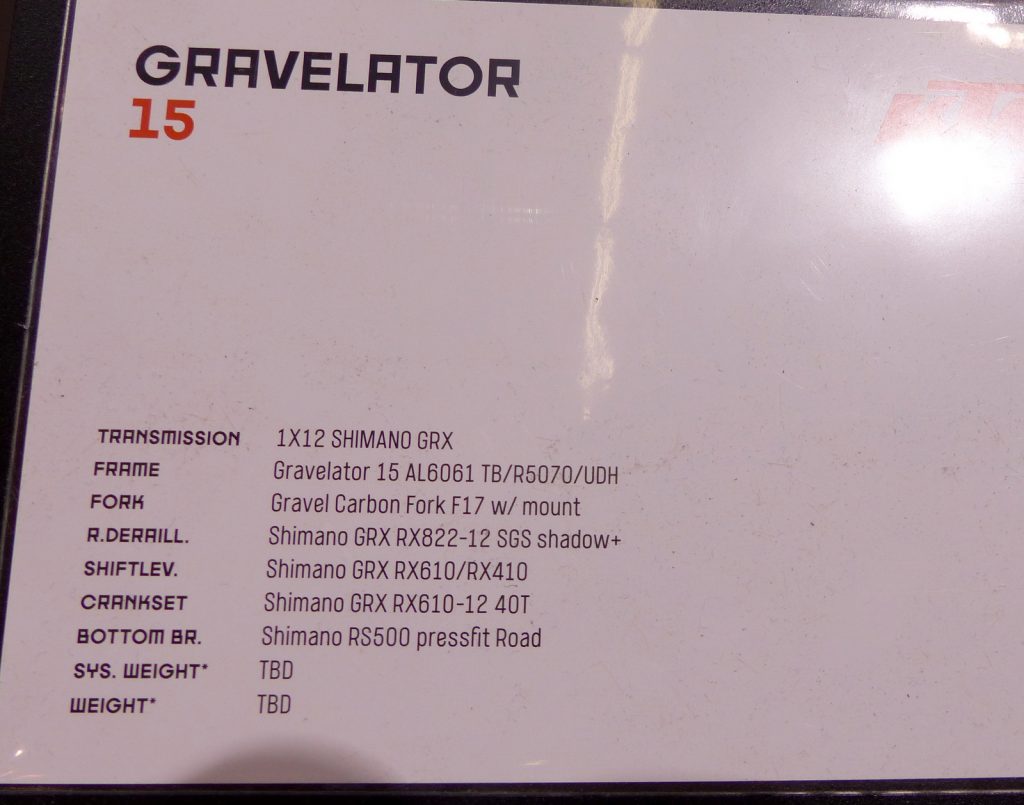 GRAVELATOR
15
TRANSMISSION 1X12 SHIMANO GRX
FRAME Gravelator 15 AL6061 TB/R5070/UDH
FORK Gravel Carbon Fork F17 w/ mount
R.DERAILL. Shimano GRX RX822-12 SGS shadow+
SHIFTLEV. Shimano GRX RX610/RX410
CRANKSET Shimano GRX RX610-12 40T
BOTTOM BR. Shimano RS500 pressfit Road
SYS. WEIGHT* TBD
WEIGHT* TBD